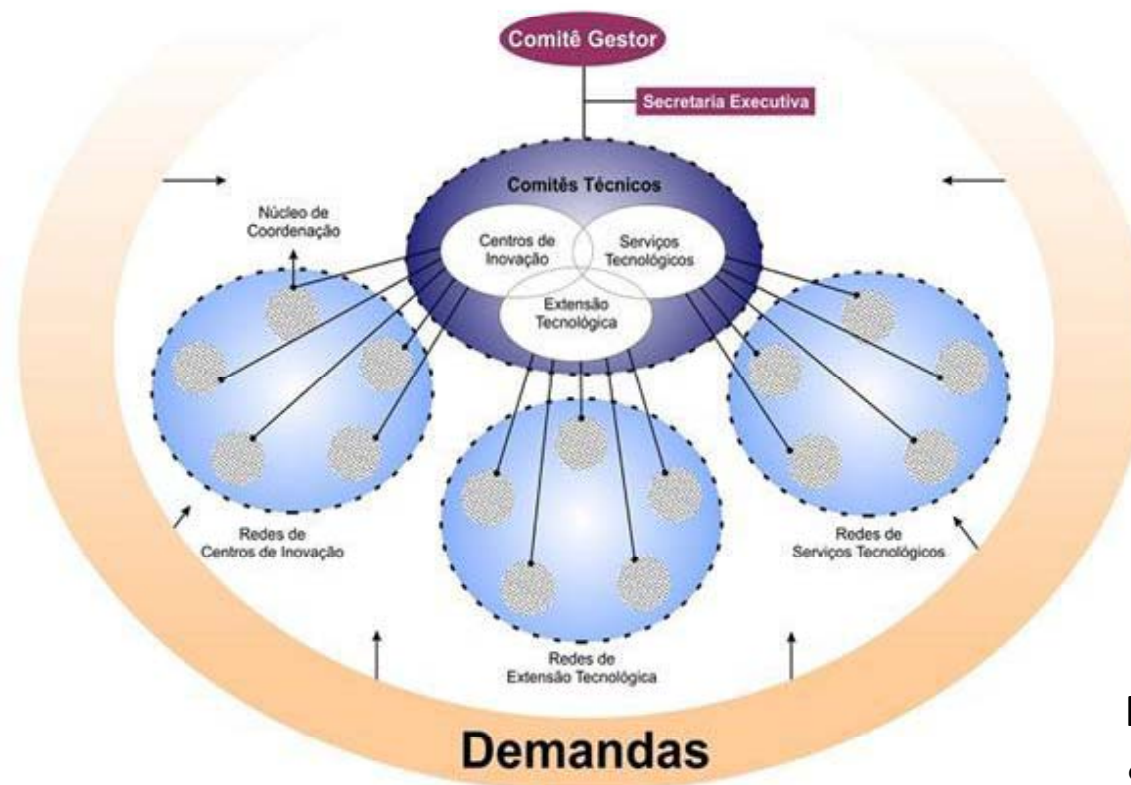 Comitê Gestor
Secretaria Executiva
Comitês Técnicos
Núcleo de
Coordenação
Centros de
Inovação
Serviços
Tecnológicos
Extensão
Tecnológica
Redes de
Centros de Inovação
Redes de
Serviços Tecnológicos
Redes de
Extensão Tecnológica
Demandas